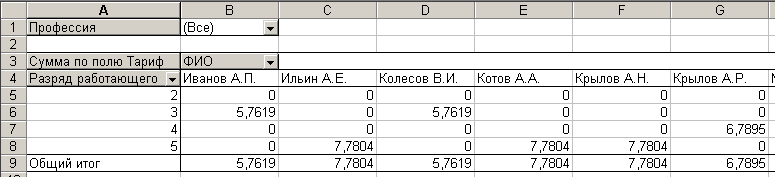 A B C D E F G
1 Профессия (Все)
2
3 Сумма по полю Тариф ФИО
4 Разряд работающего Иванов А.П. Ильин А.Е. Колесов В.И. Котов А.А. Крылов А.Н. Крылов А.Р.
5 2 0 0 0 0 0 0
6 3 5,7619 0 5,7619 0 0 0
7 4 0 0 0 0 0 6,7895
8 5 0 7,7804 0 7,7804 7,7804 0
9 Общий итог 5,7619 7,7804 5,7619 7,7804 7,7804 6,7895